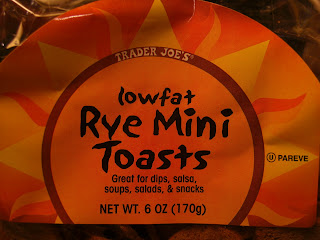 TRADER JOE'S
lowfat
Rye Mini
Toasts
Great for dips, salsa,
soups, salads, & snacks
NET WT. 6 OZ (170g)
U PAREVE